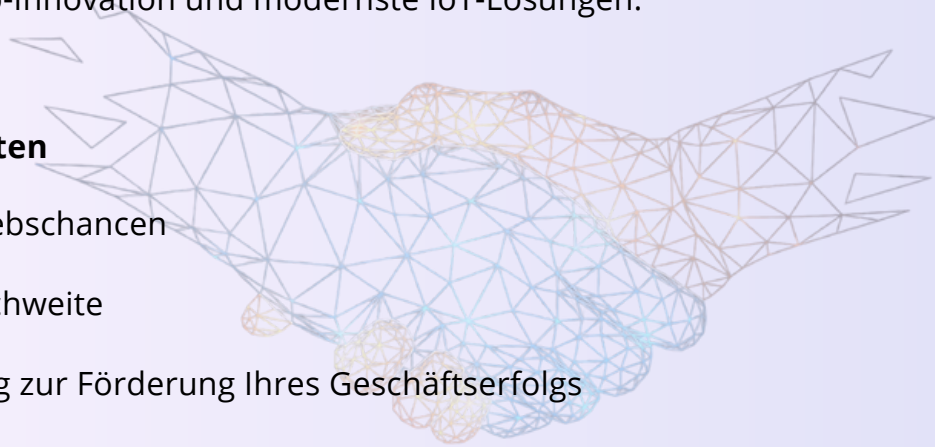 -Innovation und modernste IoT-Lösungen.
ten
ebschancen
hweite
g zur Förderung Ihres Geschäftserfolgs